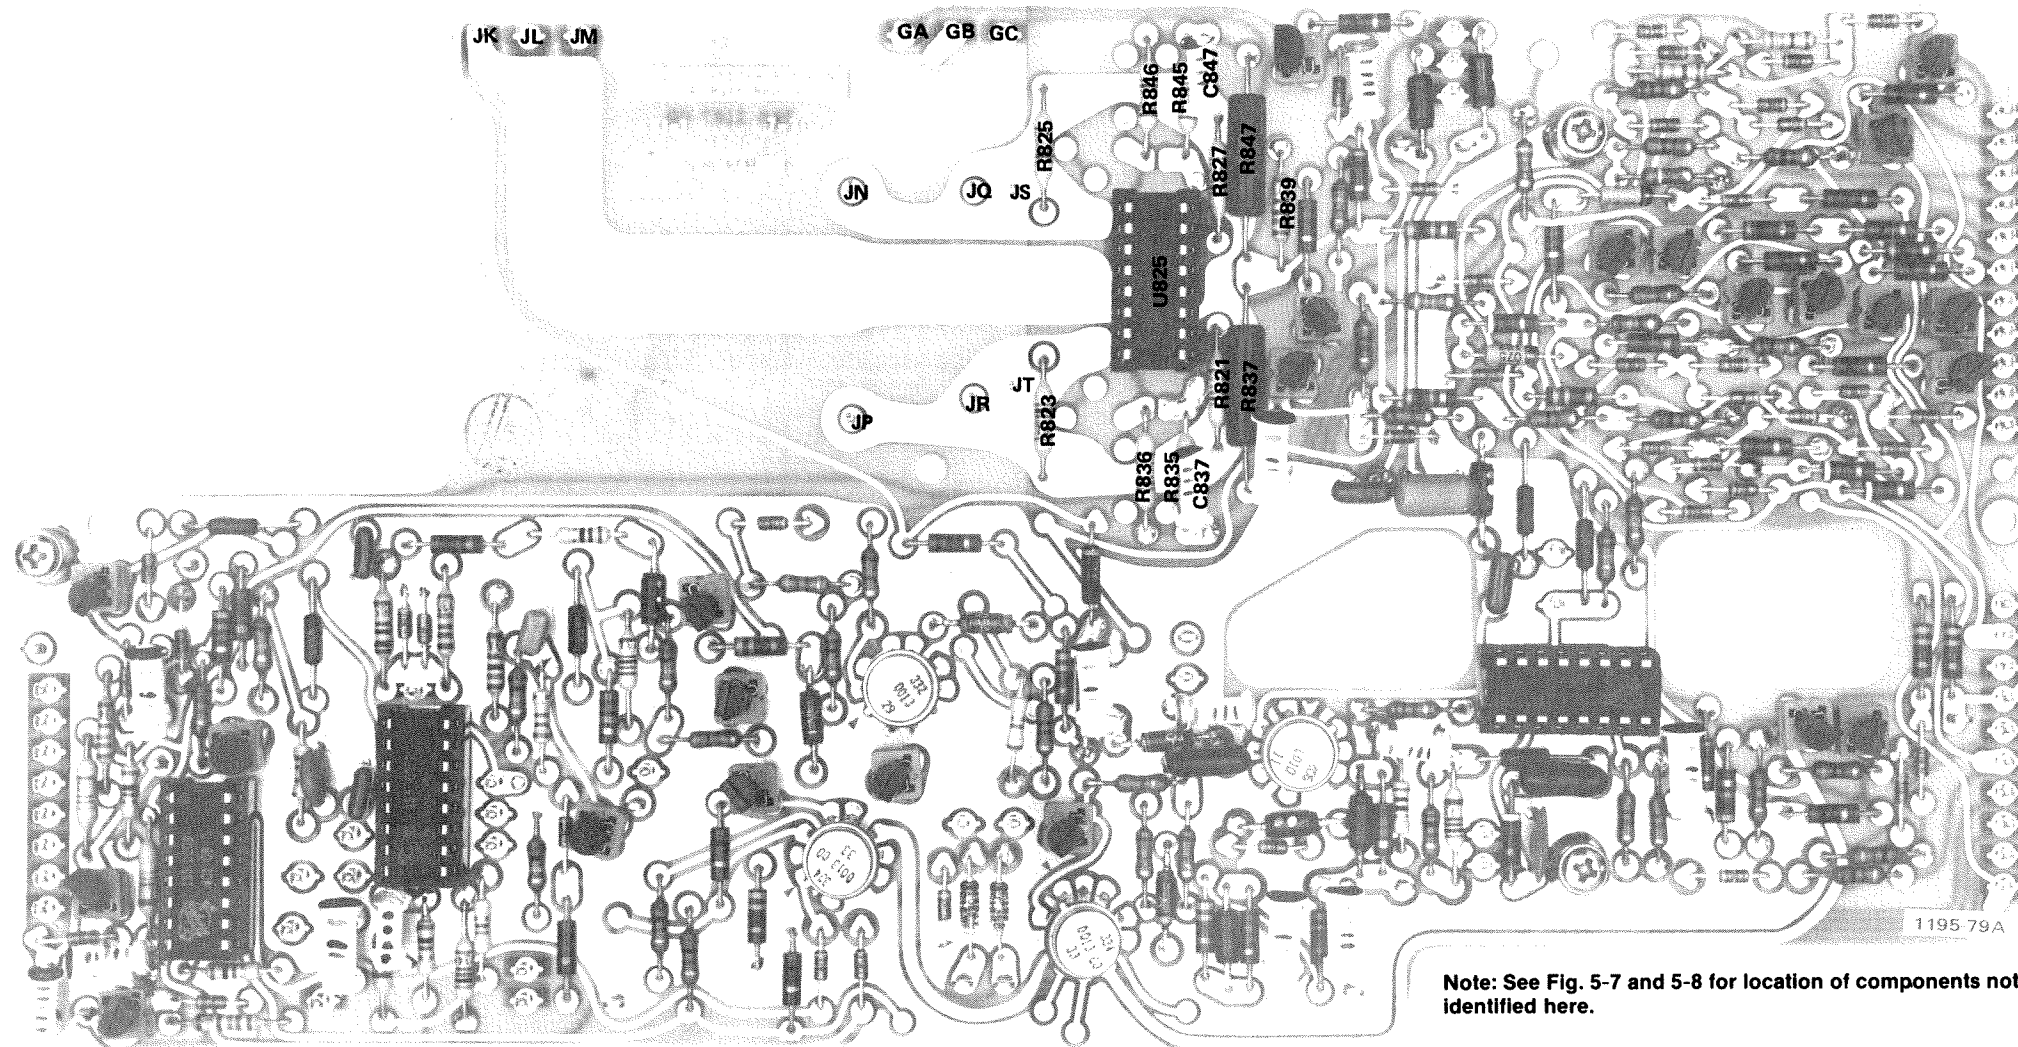 JK JL JM
GA GB GC
R846
R845
C847
R825
R827
R847
R839
JN
JQ
JS
U825
JT
JR
JP
R823
R821
R837
R836
R835
C837
1195-79A
Note: See Fig. 5-7 and 5-8 for location of components not
identified here.